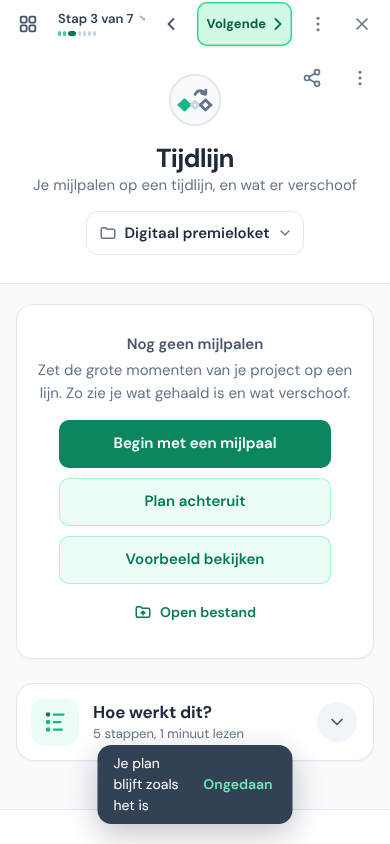 Stap 3 van 7
Volgende
Tijdlijn
Je mijlpalen op een tijdlijn, en wat er verschoof
Digitaal premieloket
Nog geen mijlpalen
Zet de grote momenten van je project op een
lijn. Zo zie je wat gehaald is en wat verschoof.
Begin met een mijlpaal
Plan achteruit
Voorbeeld bekijken
Open bestand
Hoe werkt dit?
5 stappen, 1 minuut lezen
Je plan
blijft zoals
het is
Ongedaan